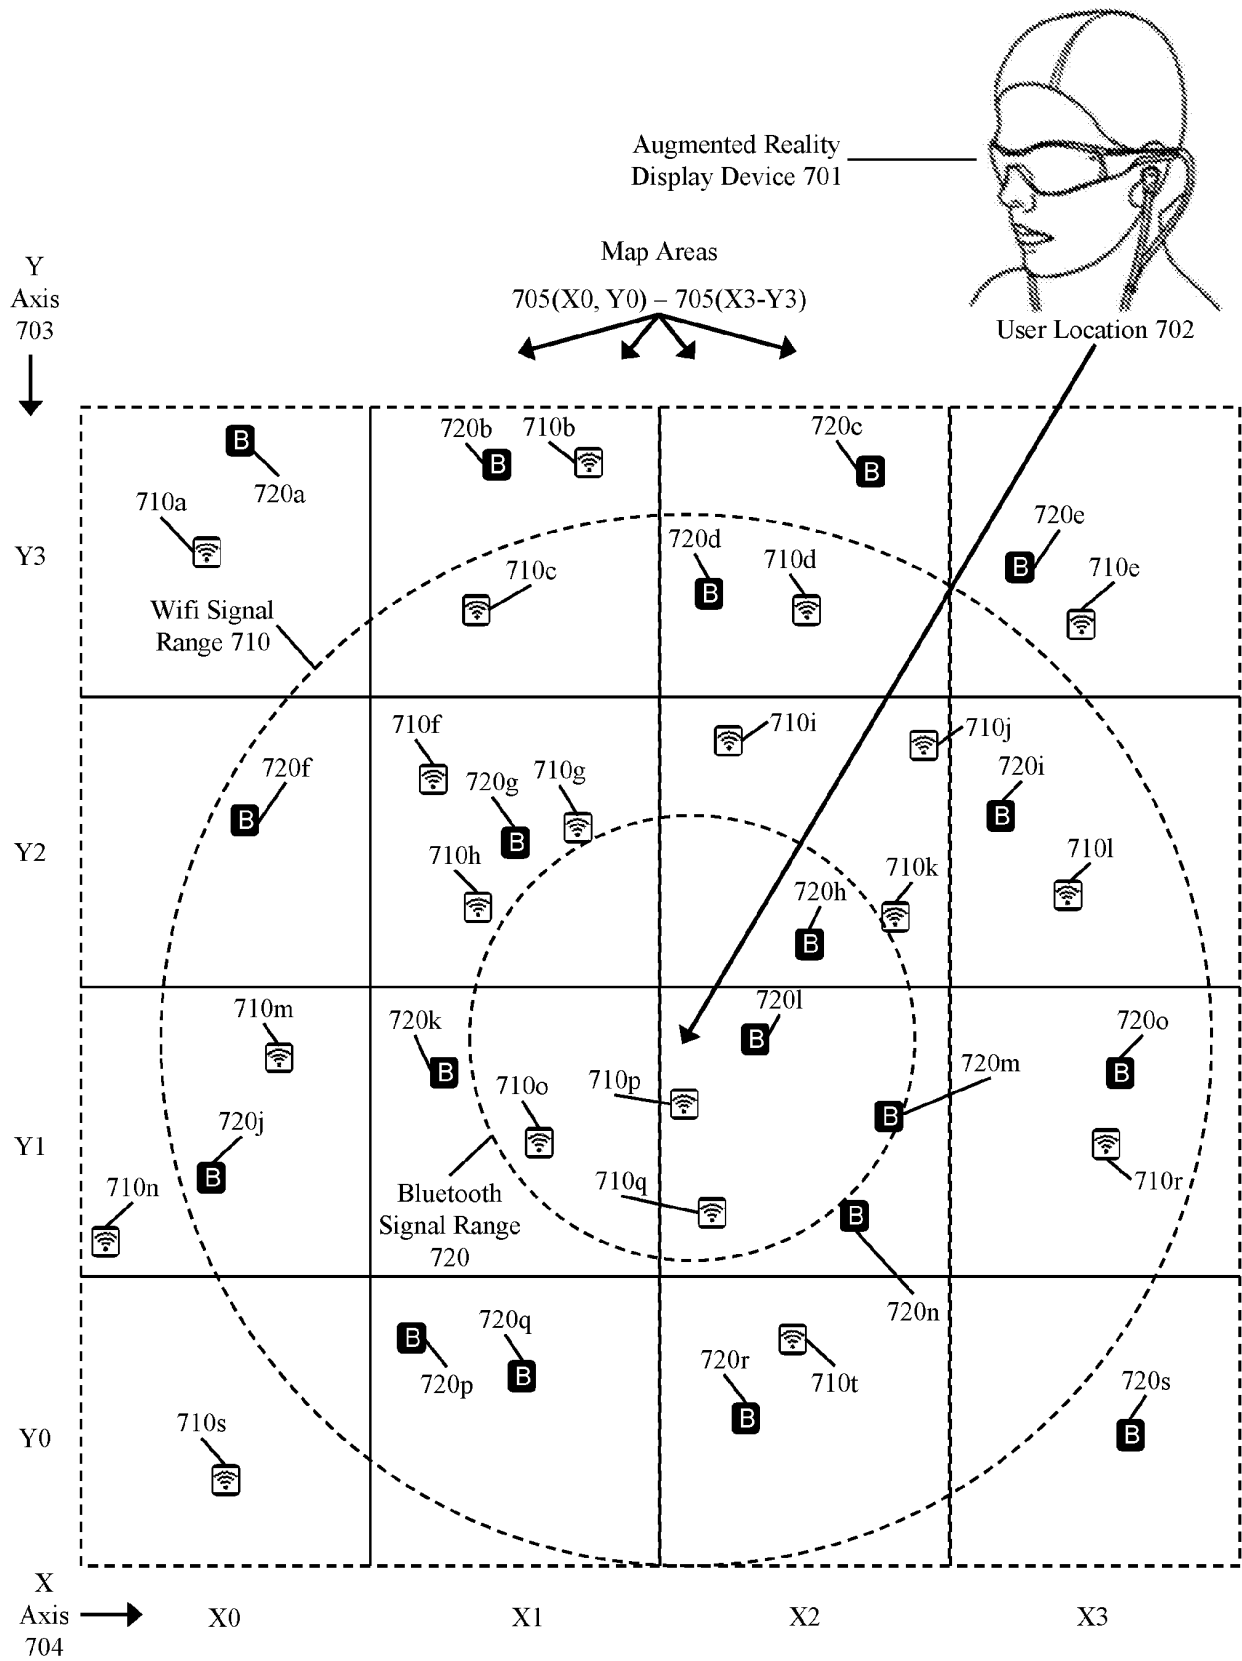 Augmented Reality
Display Device 701
Map Areas
705(X0, Y0) – 705(X3-Y3)
User Location 702
Y
Axis
703
720b
710b
720c
B
B
B
720a
710a
720e
B
720d
710d
710e
Y3
710c
B
Wifi Signal
Range 710
710f
710i
710j
720f
720g
710g
720i
B
B
B
Y2
710h
710l
710k
720h
B
710m
720l
720k
720o
B
720m
B
B
710o
710p
B
720j
Y1
B
710n
710q
710r
Bluetooth
Signal Range
720
B
720n
720q
B
720r
720p
B
710t
720s
710s
B
Y0
B
X
Axis
704
X0
X1
X2
X3